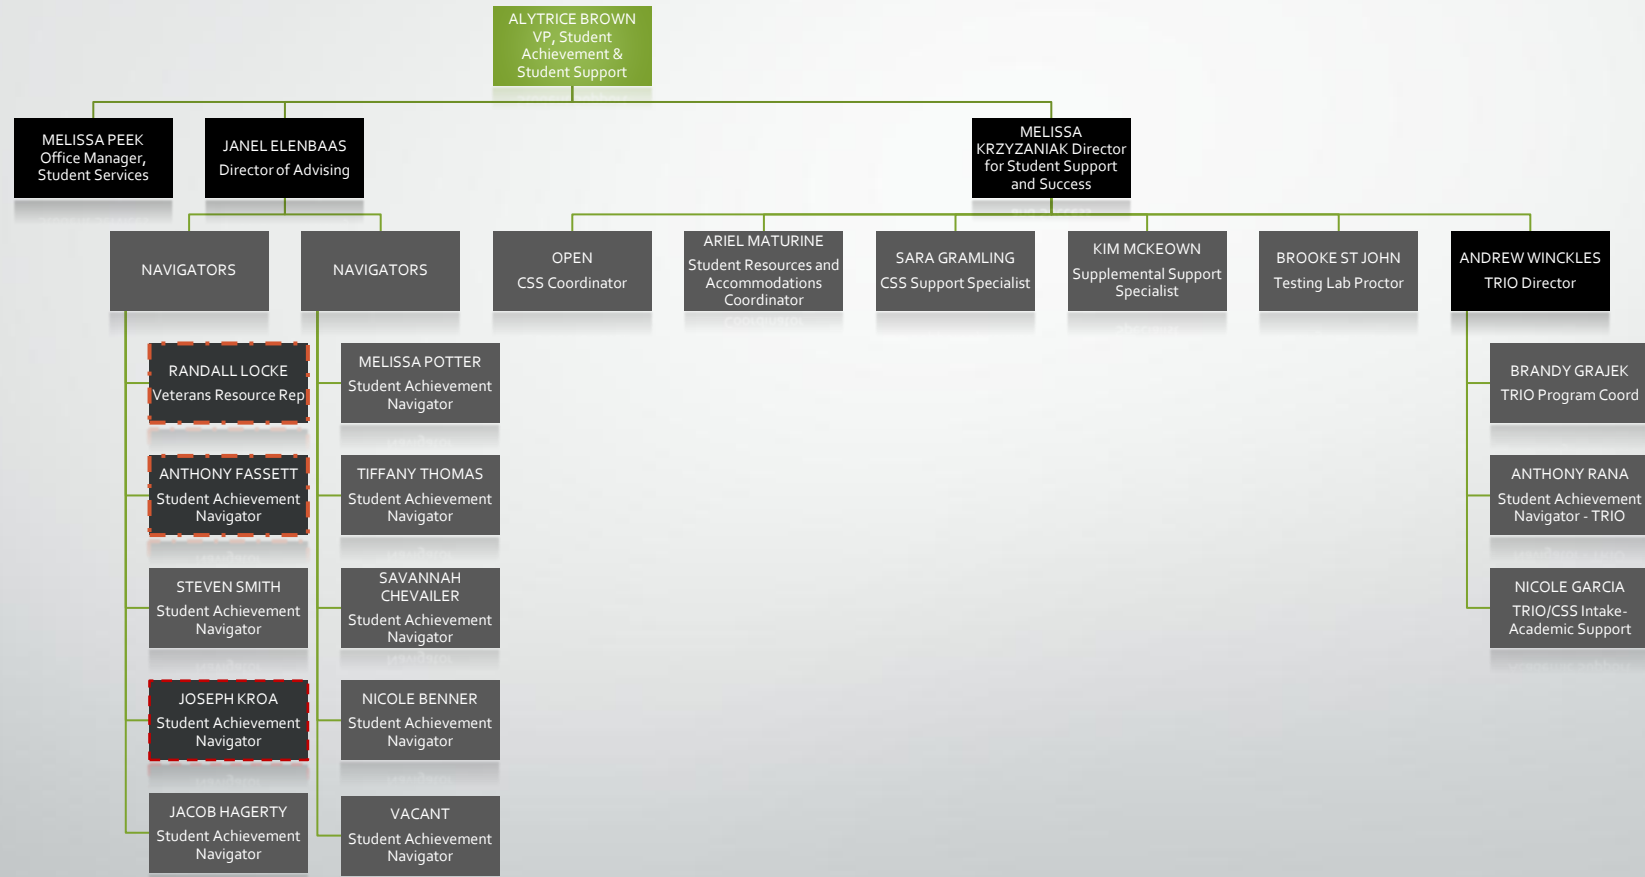 ALYTRICE BROWN
VP, Student
Achievement &
Student Support
MELISSA PEEK
Office Manager,
Student Services
JANEL ELENBAAS
Director of Advising
MELISSA
KRZYZANIAK Director
for Student Support
and Success
NAVIGATORS
NAVIGATORS
OPEN
CSS Coordinator
ARIEL MATURINE
Student Resources and
Accommodations
Coordinator
SARA GRAMLING
CSS Support Specialist
KIM MCKEOWN
Supplemental Support
Specialist
BROOKE ST JOHN
Testing Lab Proctor
ANDREW WINCKLES
TRIO Director
RANDALL LOCKE
Veterans Resource Rep
ANTHONY FASSETT
Student Achievement
Navigator
STEVEN SMITH
Student Achievement
Navigator
JOSEPH KROA
Student Achievement
Navigator
JACOB HAGERTY
Student Achievement
Navigator
MELISSA POTTER
Student Achievement
Navigator
TIFFANY THOMAS
Student Achievement
Navigator
SAVANNAH
CHEVAILER
Student Achievement
Navigator
NICOLE BENNER
Student Achievement
Navigator
VACANT
Student Achievement
Navigator
BRANDY GRAJEK
TRIO Program Coord
ANTHONY RANA
Student Achievement
Navigator - TRIO
NICOLE GARCIA
TRIO/CSS Intake-
Academic Support